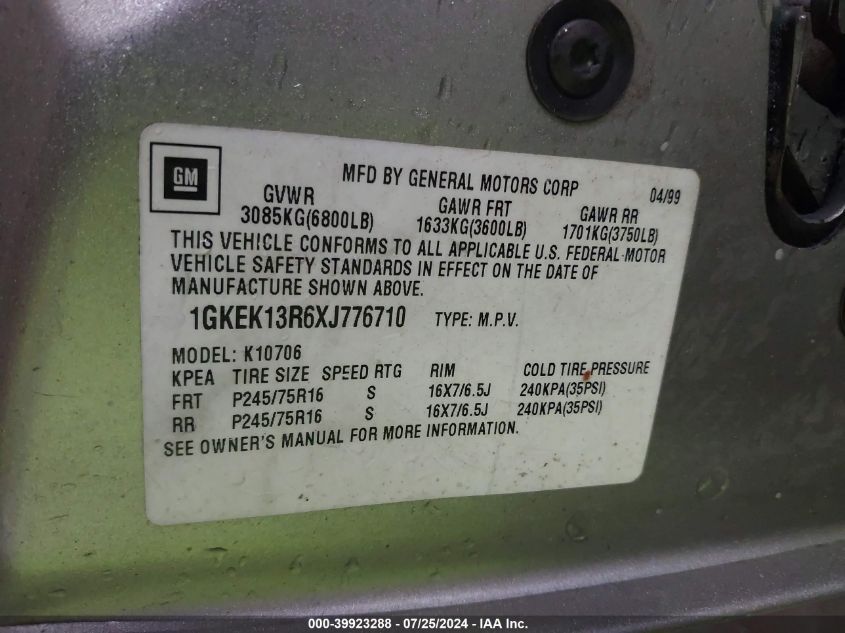 GM
MFD BY GENERAL MOTORS CORP 04/99
GVWR GAWR FRT GAWR RR
3085KG(6800LB) 1633KG(3600LB) 1701KG(3750LB)
THIS VEHICLE CONFORMS TO ALL APPLICABLE U.S. FEDERAL MOTOR
VEHICLE SAFETY STANDARDS IN EFFECT ON THE DATE OF
MANUFACTURE SHOWN ABOVE.
1GKEK13R6XJ776710 TYPE: M.P.V.
MODEL: K10706
KPEA TIRE SIZE SPEED RTG RIM COLD TIRE PRESSURE
FRT P245/75R16 S 16X7/6.5J 240KPA(35PSI)
RR P245/75R16 S 16X7/6.5J 240KPA(35PSI)
SEE OWNER'S MANUAL FOR MORE INFORMATION.
000-39923288 - 07/25/2024 - IAA Inc.